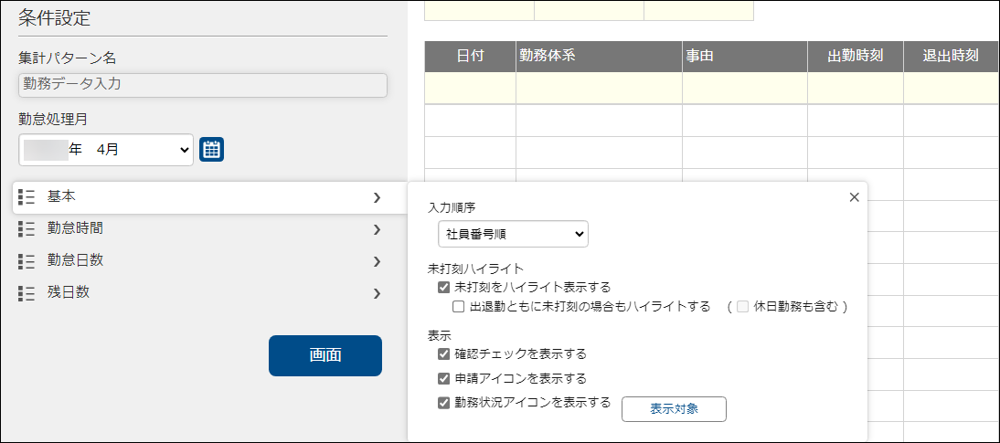 条件設定
集計パターン名
勤務データ入力
勤怠処理月
年 4月
基本
勤怠時間
勤怠日数
残日数
画面
日付 勤務体系 事由 出勤時刻 退出時刻
入力順序
社員番号順
未打刻ハイライト
未打刻をハイライト表示する
出退勤ともに未打刻の場合もハイライトする ( 休日勤務も含む )
表示
確認チェックを表示する
申請アイコンを表示する
勤務状況アイコンを表示する 表示対象